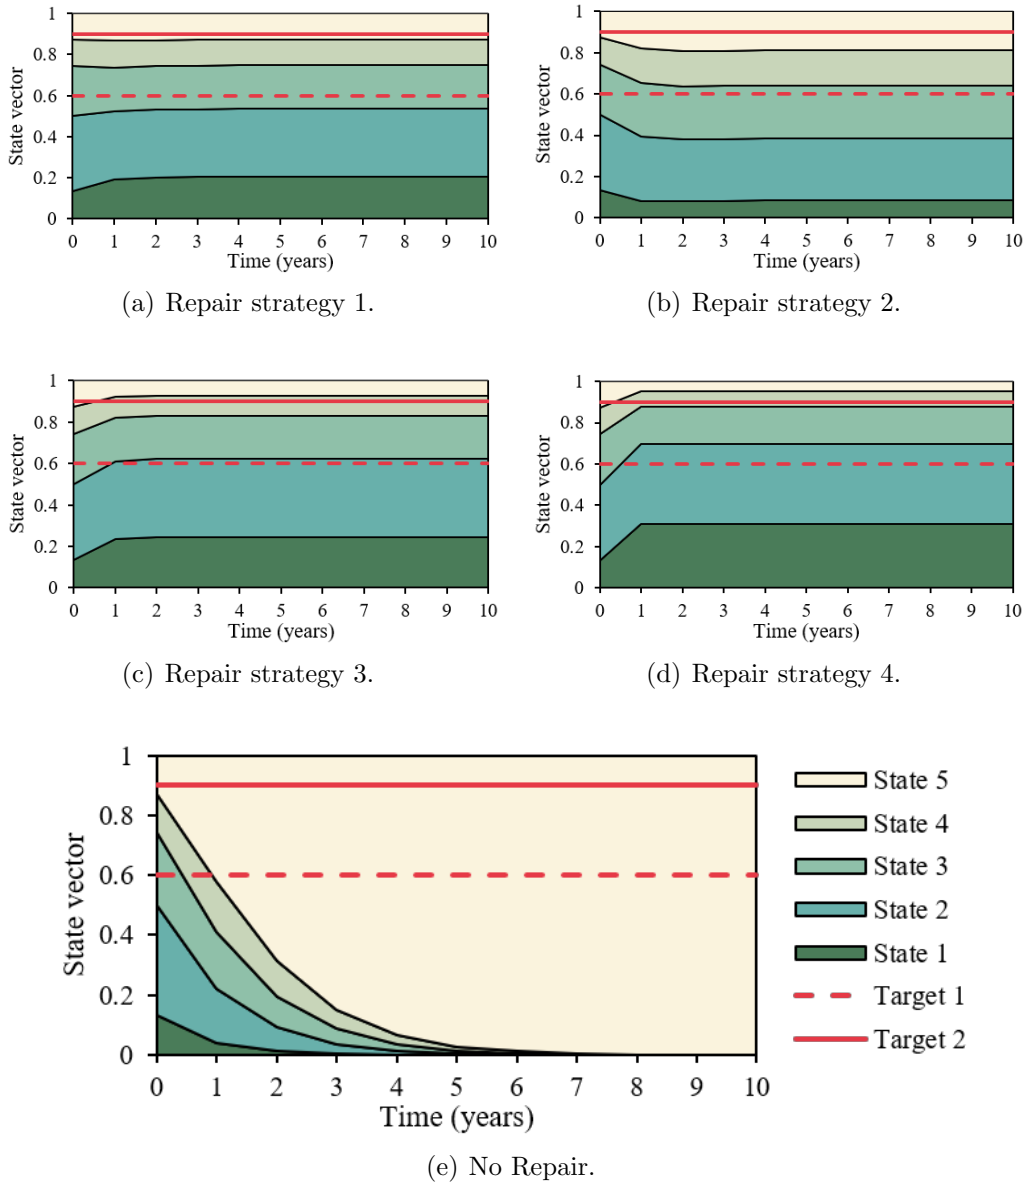 1
0.8
0.6
0.4
0.2
0
State vector
0 1 2 3 4 5 6 7 8 9 10
Time (years)
(a) Repair strategy 1.
1
0.8
0.6
0.4
0.2
0
State vector
0 1 2 3 4 5 6 7 8 9 10
Time (years)
(b) Repair strategy 2.
1
0.8
0.6
0.4
0.2
0
State vector
0 1 2 3 4 5 6 7 8 9 10
Time (years)
(c) Repair strategy 3.
1
0.8
0.6
0.4
0.2
0
State vector
0 1 2 3 4 5 6 7 8 9 10
Time (years)
(d) Repair strategy 4.
1
0.8
0.6
0.4
0.2
0
State vector
0 1 2 3 4 5 6 7 8 9 10
Time (years)
State 5
State 4
State 3
State 2
State 1
Target 1
Target 2
(e) No Repair.